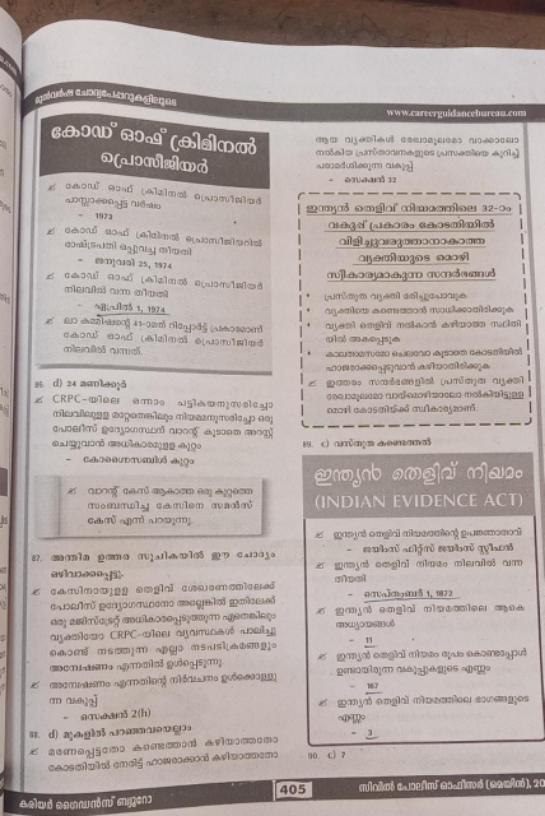 മുൻവർഷ ചോദ്യപേപ്പറുകളിലൂടെ
www.careerguidancebureau.com
കോഡ് ഓഫ് ക്രിമിനൽ
പ്രൊസീജിയർ
കോഡ് ഓഫ് ക്രിമിനൽ പ്രൊസീജിയർ
പാസ്സാക്കപ്പെട്ട വർഷം
- 1973
കോഡ് ഓഫ് ക്രിമിനൽ പ്രൊസീജിയറിൽ
രാഷ്ട്രപതി ഒപ്പുവച്ച തീയതി
- ജനുവരി 25, 1974
കോഡ് ഓഫ് ക്രിമിനൽ പ്രൊസീജിയർ
നിലവിൽ വന്ന തീയതി
- ഏപ്രിൽ 1, 1974
ലാ കമ്മിഷന്റെ 41-ാമത് റിപ്പോർട്ട് പ്രകാരമാണ്
കോഡ് ഓഫ് ക്രിമിനൽ പ്രൊസീജിയർ
നിലവിൽ വന്നത്.
86. d) 24 മണിക്കൂർ
CRPC-യിലെ ഒന്നാം പട്ടികയനുസരിച്ചോ
നിലവിലുള്ള മറ്റേതെങ്കിലും നിയമമനുസരിച്ചോ ഒരു
പോലീസ് ഉദ്യോഗസ്ഥന് വാറന്റ് കൂടാതെ അറസ്റ്റ്
ചെയ്യുവാൻ അധികാരമുള്ള കുറ്റം
- കോഗ്നൈസബിൾ കുറ്റം
വാറന്റ് കേസ് ആകാത്ത ഒരു കുറ്റത്തെ
സംബന്ധിച്ച കേസിനെ സമൻസ്
കേസ് എന്ന് പറയുന്നു.
87. അന്തിമ ഉത്തര സൂചികയിൽ ഈ ചോദ്യം
ഒഴിവാക്കപ്പെട്ടു.
കേസിനായുള്ള തെളിവ് ശേഖരണത്തിലേക്ക്
പോലീസ് ഉദ്യോഗസ്ഥനോ അല്ലെങ്കിൽ ഇതിലേക്ക്
ഒരു മജിസ്ട്രേറ്റ് അധികാരപ്പെടുത്തുന്ന ഏതെങ്കിലും
വ്യക്തിയോ CRPC-യിലെ വ്യവസ്ഥകൾ പാലിച്ചു
കൊണ്ട് നടത്തുന്ന എല്ലാ നടപടിക്രമങ്ങളും
അന്വേഷണം എന്നതിൽ ഉൾപ്പെടുന്നു.
അന്വേഷണം എന്നതിന്റെ നിർവചനം ഉൾക്കൊള്ളു
ന്ന വകുപ്പ്
- സെക്ഷൻ 2(h)
88. d) മുകളിൽ പറഞ്ഞവയെല്ലാം
മരണപ്പെട്ടതോ കണ്ടെത്താൻ കഴിയാത്തതോ
കോടതിയിൽ നേരിട്ട് ഹാജരാക്കാൻ കഴിയാത്തതോ
ആയ വ്യക്തികൾ രേഖാമൂലമോ വാക്കാലോ
നൽകിയ പ്രസ്താവനകളുടെ പ്രസക്തിയെ കുറിച്ച്
പരാമർശിക്കുന്ന വകുപ്പ്
- സെക്ഷൻ 32
ഇന്ത്യൻ തെളിവ് നിയമത്തിലെ 32-ാം
വകുപ്പ് പ്രകാരം കോടതിയിൽ
വിളിച്ചുവരുത്താനാകാത്ത
വ്യക്തിയുടെ മൊഴി
സ്വീകാര്യമാകുന്ന സന്ദർഭങ്ങൾ
• പ്രസ്തുത വ്യക്തി മരിച്ചുപോവുക
• വ്യക്തിയെ കണ്ടെത്താൻ സാധിക്കാതിരിക്കുക
• വ്യക്തി തെളിവ് നൽകാൻ കഴിയാത്ത സ്ഥിതി
യിൽ അകപ്പെടുക
• കാലതാമസമോ ചെലവോ കൂടാതെ കോടതിയിൽ
ഹാജരാക്കപ്പെടുവാൻ കഴിയാതിരിക്കുക
ഇത്തരം സന്ദർഭങ്ങളിൽ പ്രസ്തുത വ്യക്തി
രേഖാമൂലമോ വായ്മൊഴിയാലോ നൽകിയിട്ടുള്ള
മൊഴി കോടതിയ്ക്ക് സ്വീകാര്യമാണ്.
89. c) വസ്തുത കണ്ടെത്തൽ
ഇന്ത്യൻ തെളിവ് നിയമം
(INDIAN EVIDENCE ACT)
ഇന്ത്യൻ തെളിവ് നിയമത്തിന്റെ ഉപജ്ഞാതാവ്
- ജയിംസ് ഫിറ്റ്സ് ജയിംസ് സ്റ്റീഫൻ
ഇന്ത്യൻ തെളിവ് നിയമം നിലവിൽ വന്ന
തീയതി
- സെപ്തംബർ 1, 1872
ഇന്ത്യൻ തെളിവ് നിയമത്തിലെ ആകെ
അധ്യായങ്ങൾ
- 11
ഇന്ത്യൻ തെളിവ് നിയമം രൂപം കൊണ്ടപ്പോൾ
ഉണ്ടായിരുന്ന വകുപ്പുകളുടെ എണ്ണം
- 167
ഇന്ത്യൻ തെളിവ് നിയമത്തിലെ ഭാഗങ്ങളുടെ
എണ്ണം
- 3
90. c) 7
കരിയർ ഗൈഡൻസ് ബ്യൂറോ
405
സിവിൽ പോലീസ് ഓഫീസർ (മെയിൻ), 20